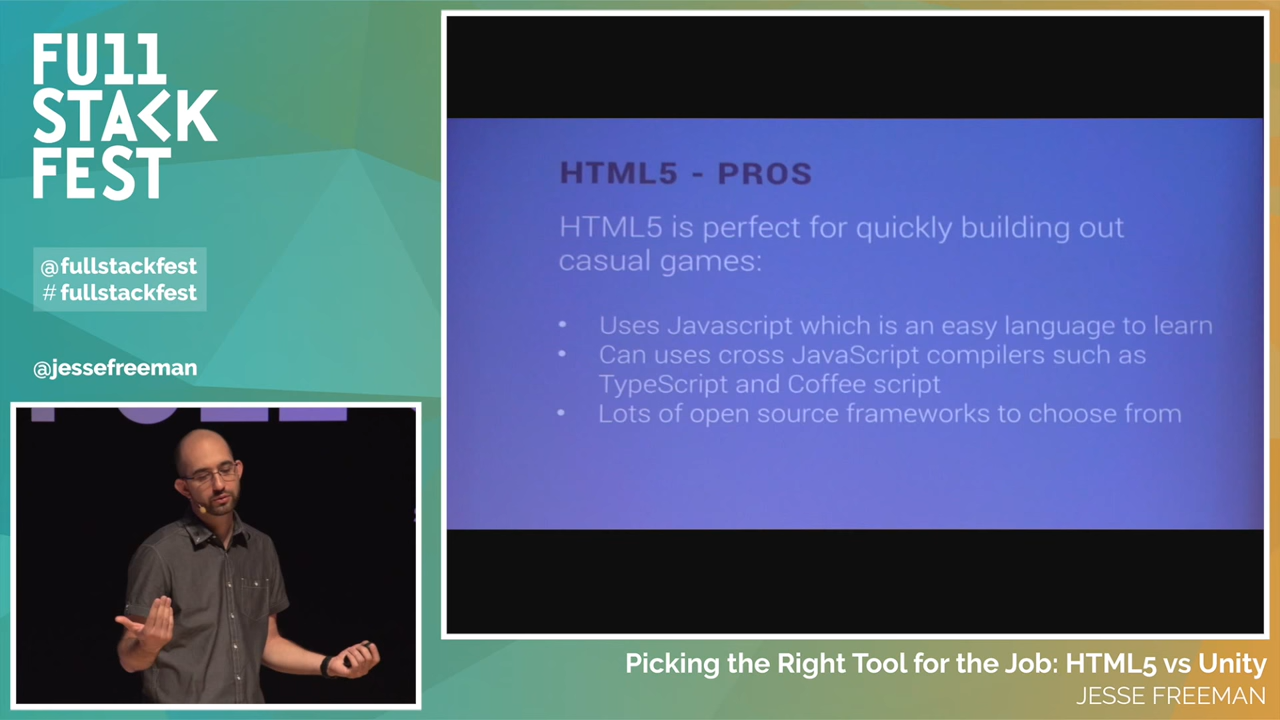 FU11
STACK
FEST
@fullstackfest
# fullstackfest
@jessefreeman
HTML5 - PROS
HTML5 is perfect for quickly building out
casual games:
• Uses Javascript which is an easy language to learn
• Can uses cross JavaScript compilers such as
TypeScript and Coffee script
• Lots of open source frameworks to choose from
Picking the Right Tool for the Job: HTML5 vs Unity
JESSE FREEMAN